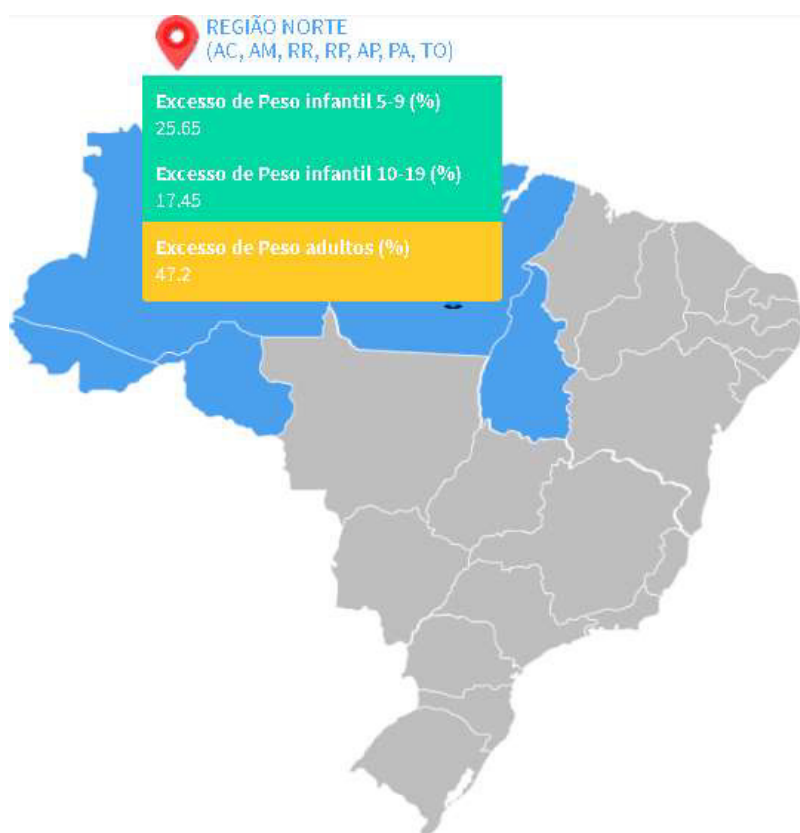 REGIÃO NORTE
(AC, AM, RR, RP, AP, PA, TO)
Excesso de Peso infantil 5-9 (%)
25.65
Excesso de Peso infantil 10-19 (%)
17.45
Excesso de Peso adultos (%)
47.2